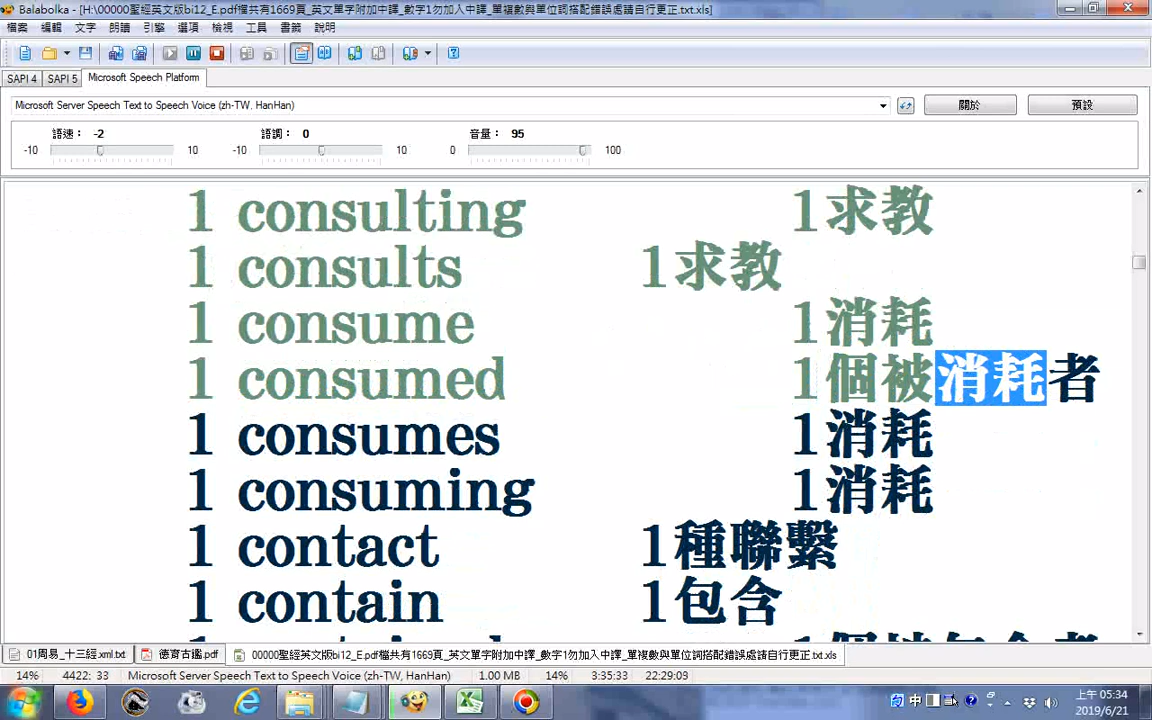 Balabolka - [H:\00000聖經英文版bi12_E.pdf檔共有1669頁_英文單字附加中譯_數字1勿加入中譯_單複數與單位詞搭配錯誤處請自行更正.txt.xls]
檔案 編輯 文字 朗讀 引擎 選項 檢視 工具 書籤 說明
SAPI 4 SAPI 5 Microsoft Speech Platform
Microsoft Server Speech Text to Speech Voice (zh-TW, HanHan) 關於 預設
語速： -2 語調： 0 音量： 95
-10 10 -10 10 0 100
1 consulting 1求教
1 consults 1求教
1 consume 1消耗
1 consumed 1個被消耗者
1 consumes 1消耗
1 consuming 1消耗
1 contact 1種聯繫
1 contain 1包含
01周易_十三經.xml.txt 德育古鑑.pdf 00000聖經英文版bi12_E.pdf檔共有1669頁_英文單字附加中譯_數字1勿加入中譯_單複數與單位詞搭配錯誤處請自行更正.txt.xls
14% 4422: 33 Microsoft Server Speech Text to Speech Voice (zh-TW, HanHan) 1.00 MB 14% 3:35:33 22:29:09
中 上午 05:34
2019/6/21